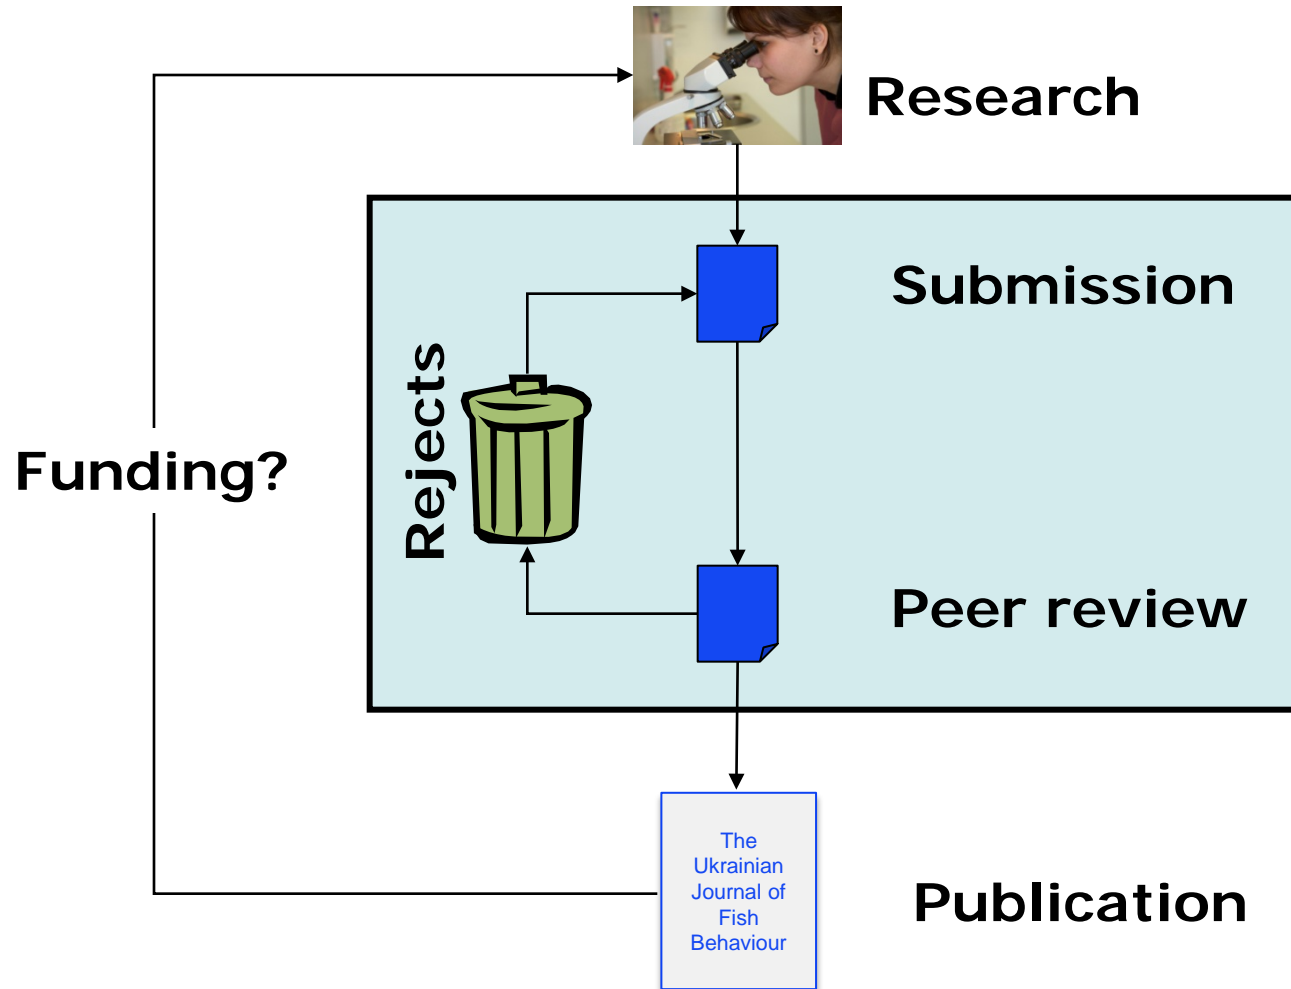 Research
Submission
Rejects
Funding?
Peer review
The
Ukrainian
Journal of
Fish
Behaviour
Publication